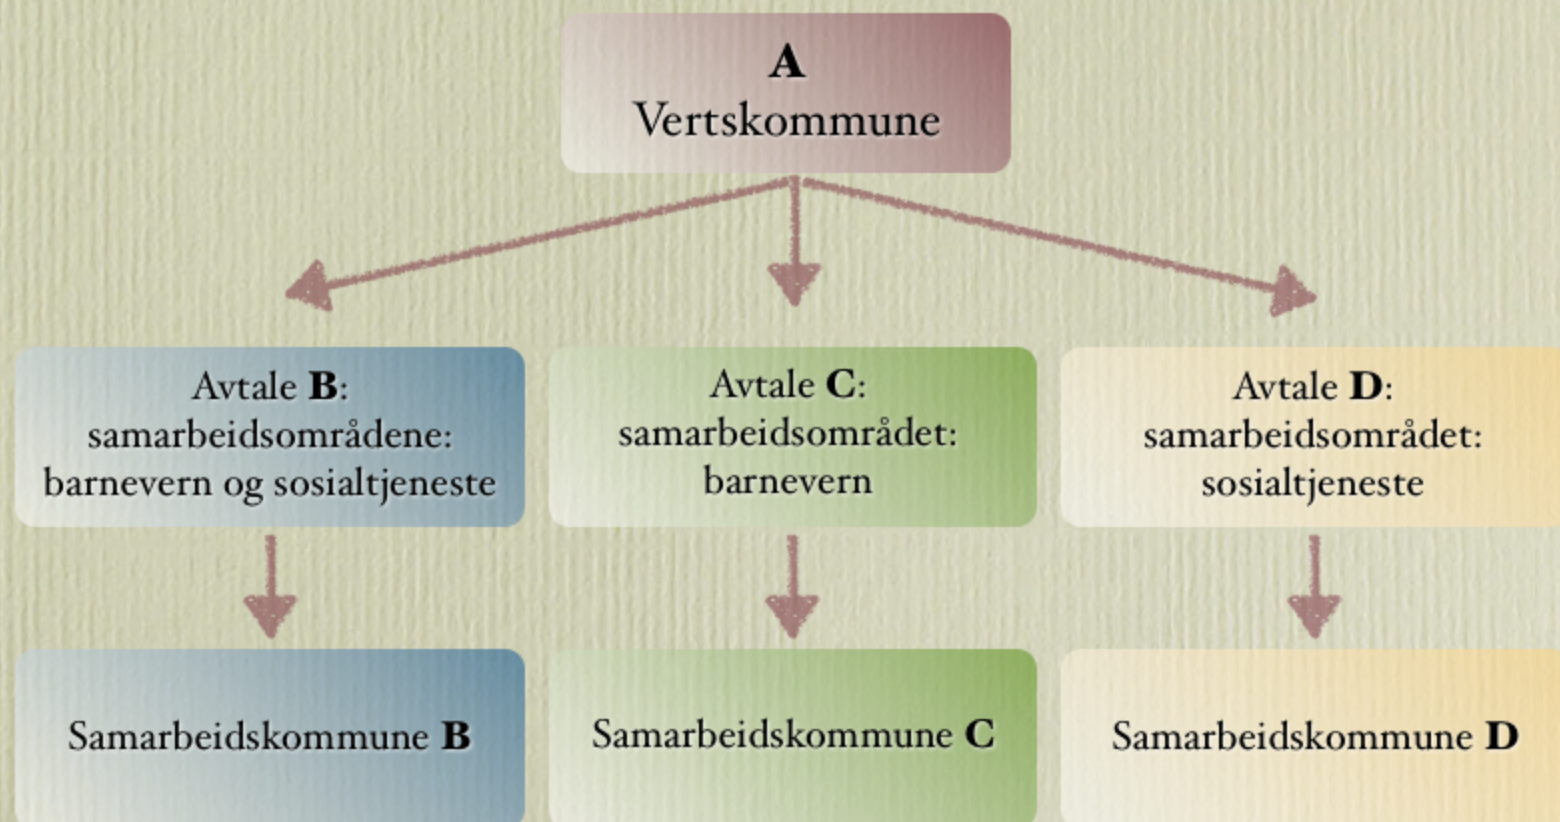 A
Vertskommune
Avtale B:
samarbeidsområdene:
barnevern og sosialtjeneste
Avtale C:
samarbeidsområdet:
barnevern
Avtale D:
samarbeidsområdet:
sosialtjeneste
Samarbeidskommune B
Samarbeidskommune C
Samarbeidskommune D